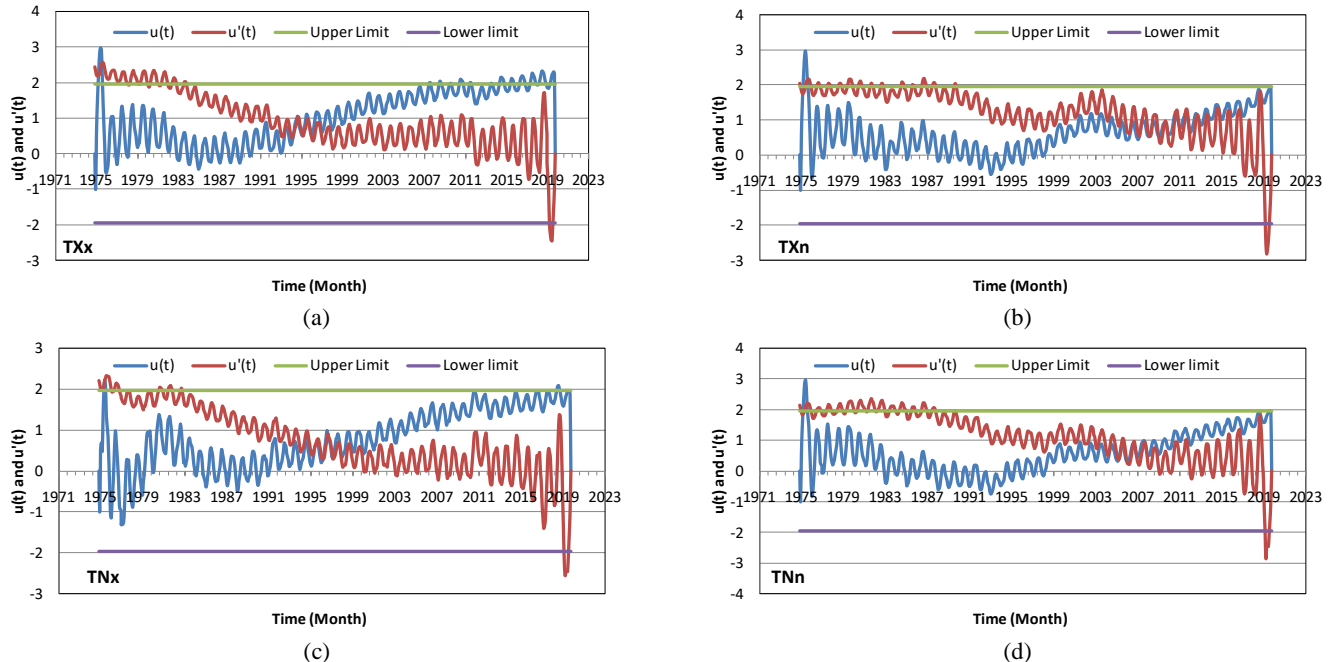 u(t) u'(t) Upper Limit Lower limit
4
3
2
1
0
-1
-2
-3
u(t) and u'(t)
1971 1975 1979 1983 1987 1991 1995 1999 2003 2007 2011 2015 2019 2023
TXx
Time (Month)
(a)
u(t) u'(t) Upper Limit Lower limit
4
3
2
1
0
-1
-2
-3
u(t) and u'(t)
1971 1975 1979 1983 1987 1991 1995 1999 2003 2007 2011 2015 2019 2023
TXn
Time (Month)
(b)
u(t) u'(t) Upper Limit Lower limit
3
2
1
0
-1
-2
-3
u(t) and u'(t)
1971 1975 1979 1983 1987 1991 1995 1999 2003 2007 2011 2015 2019 2023
TNx
Time (Month)
(c)
u(t) u'(t) Upper Limit Lower limit
4
3
2
1
0
-1
-2
-3
-4
u(t) and u'(t)
1971 1975 1979 1983 1987 1991 1995 1999 2003 2007 2011 2015 2019 2023
TNn
Time (Month)
(d)